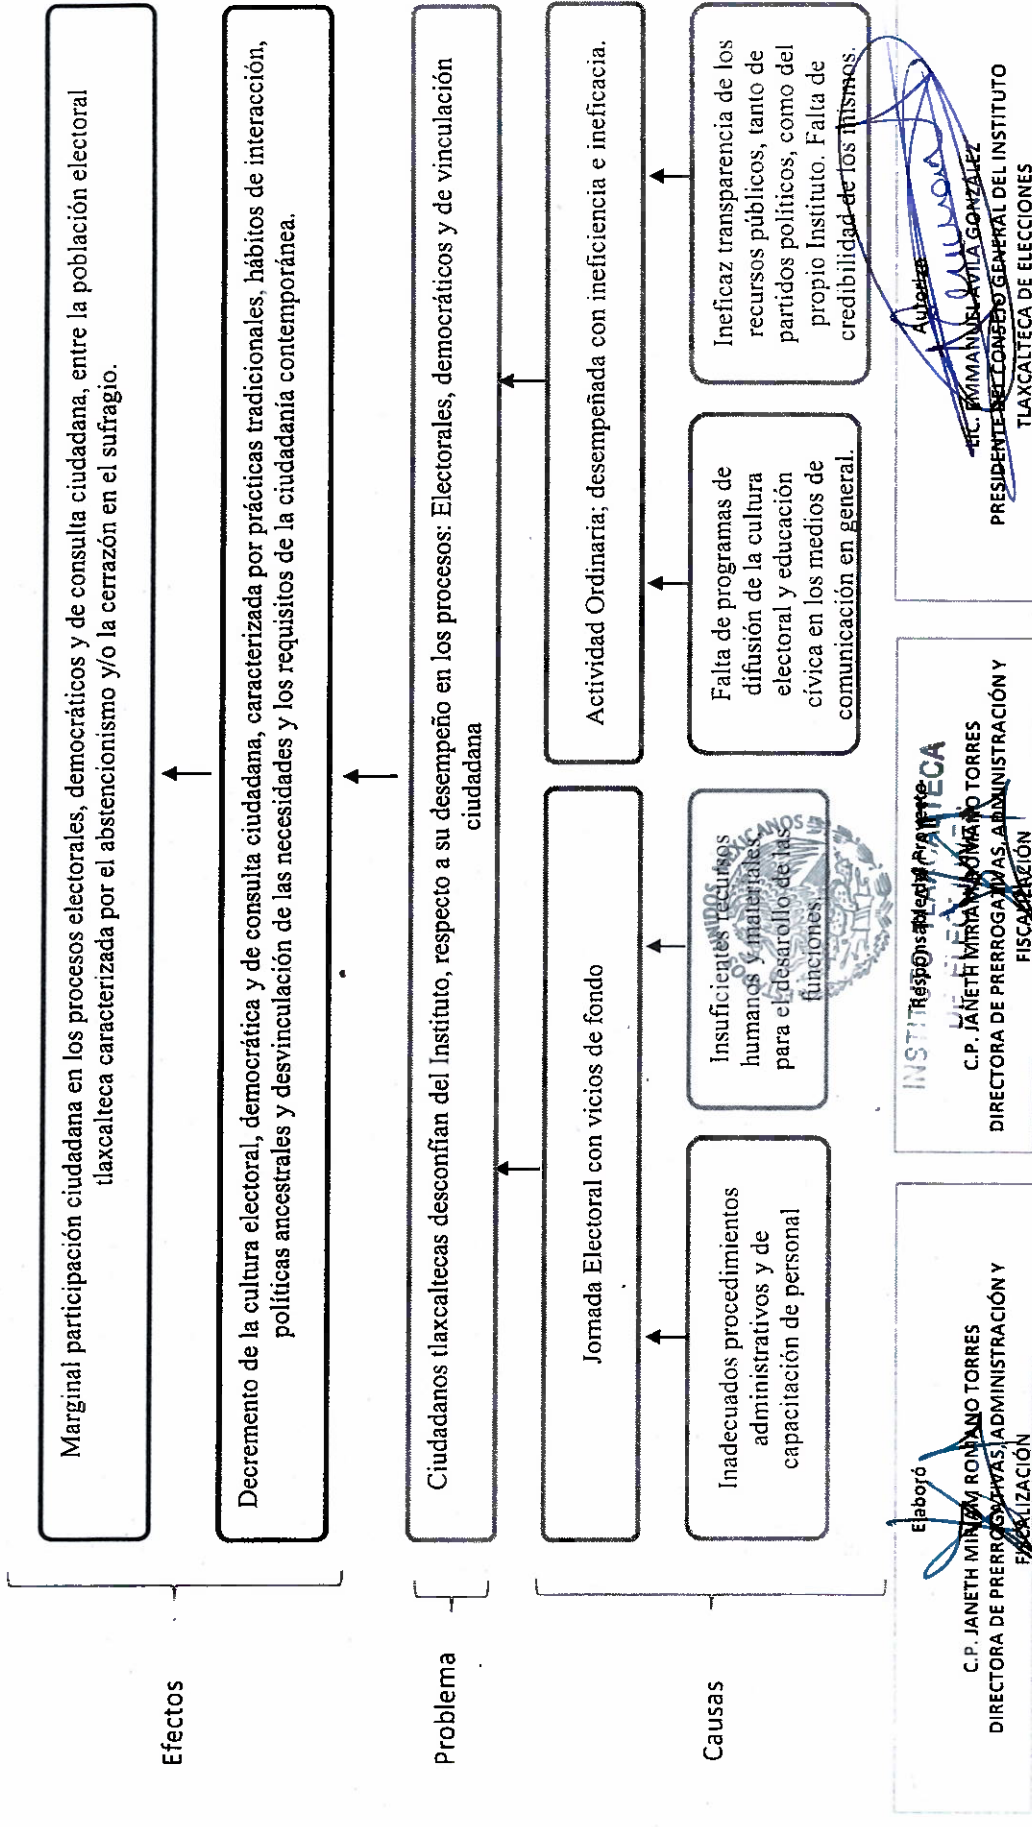 Efectos
Marginal participación ciudadana en los procesos electorales, democráticos y de consulta ciudadana, entre la población electoral
tlaxcalteca caracterizada por el abstencionismo y/o la cerrazón en el sufragio.
Decremento de la cultura electoral, democrática y de consulta ciudadana, caracterizada por prácticas tradicionales, hábitos de interacción,
políticas ancestrales y desvinculación de las necesidades y los requisitos de la ciudadanía contemporánea.
Problema
Ciudadanos tlaxcaltecas desconfían del Instituto, respecto a su desempeño en los procesos: Electorales, democráticos y de vinculación
ciudadana
Causas
Jornada Electoral con vicios de fondo
Actividad Ordinaria; desempeñada con ineficiencia e ineficacia.
Inadecuados procedimientos
administrativos y de
capacitación de personal
Insuficientes recursos
humanos y materiales,
para el desarollo de las
funciones.
Falta de programas de
difusión de la cultura
electoral y educación
cívica en los medios de
comunicación en general.
Ineficaz transparencia de los
recursos públicos, tanto de
partidos políticos, como del
propio Instituto. Falta de
credibilidad de los mismos.
Elaboró
C.P. JANETH MIRIAM ROMANO TORRES
DIRECTORA DE PRERROGATIVAS, ADMINISTRACIÓN Y
FISCALIZACIÓN
Responsable del Proyecto
INSTITUTO TLAXCALTECA
C.P. JANETH MIRIAM ROMANO TORRES
DIRECTORA DE PRERROGATIVAS, ADMINISTRACIÓN Y
FISCALIZACIÓN
Autorizo
LIC. EMMANUEL AVILA GONZÁLEZ
PRESIDENTE DEL CONSEJO GENERAL DEL INSTITUTO
TLAXCALTECA DE ELECCIONES